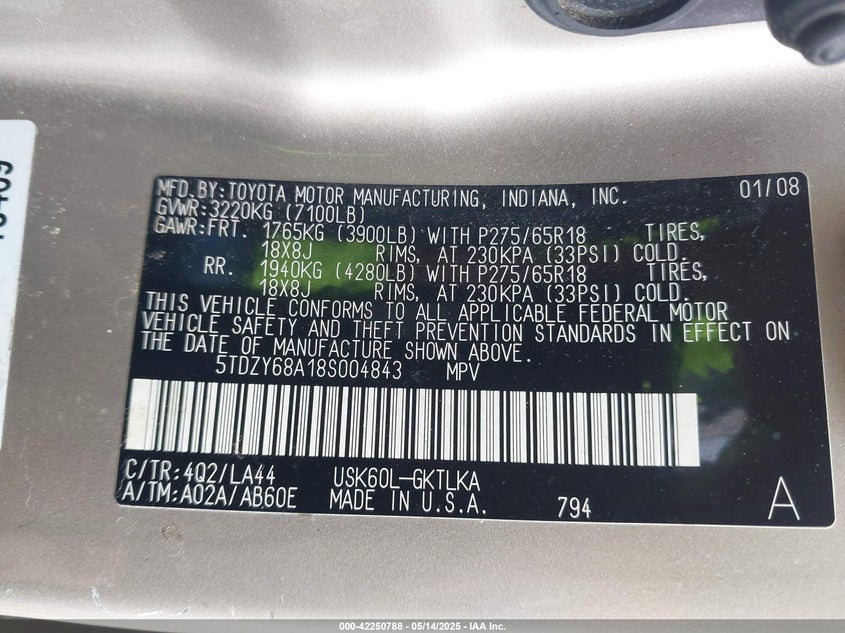 MFD.BY:TOYOTA MOTOR MANUFACTURING, INDIANA, INC. 01/08
GVWR:3220KG (7100LB)
GAWR:FRT. 1765KG (3900LB) WITH P275/65R18 TIRES,
18X8J RIMS, AT 230KPA (33PSI) COLD.
RR. 1940KG (4280LB) WITH P275/65R18 TIRES,
18X8J RIMS, AT 230KPA (33PSI) COLD.
THIS VEHICLE CONFORMS TO ALL APPLICABLE FEDERAL MOTOR
VEHICLE SAFETY AND THEFT PREVENTION STANDARDS IN EFFECT ON
THE DATE OF MANUFACTURE SHOWN ABOVE.
5TDZY68A18S004843 MPV
C/TR:4Q2/LA44 USK60L-GKTLKA
A/TM:A02A/AB60E MADE IN U.S.A. 794 A
000-42250788 - 05/14/2025 - IAA Inc.